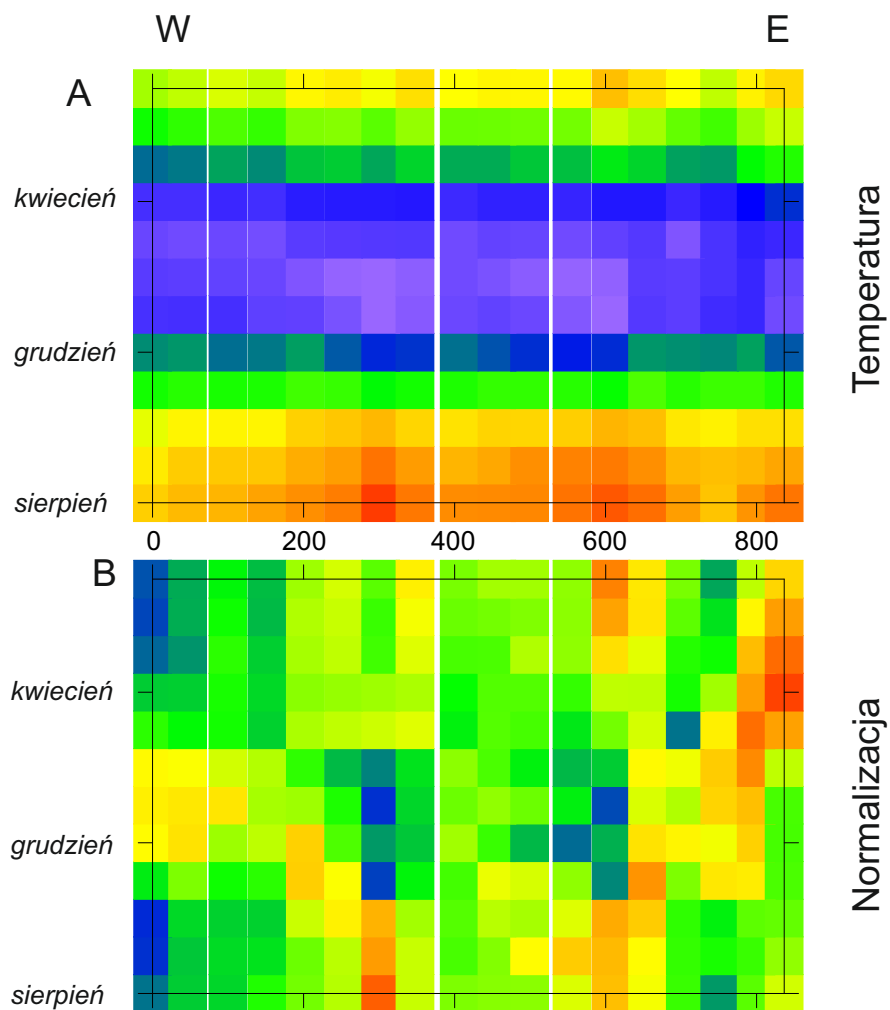 W E
A
kwiecień
grudzień
sierpień
Temperatura
0 200 400 600 800
B
kwiecień
grudzień
sierpień
Normalizacja